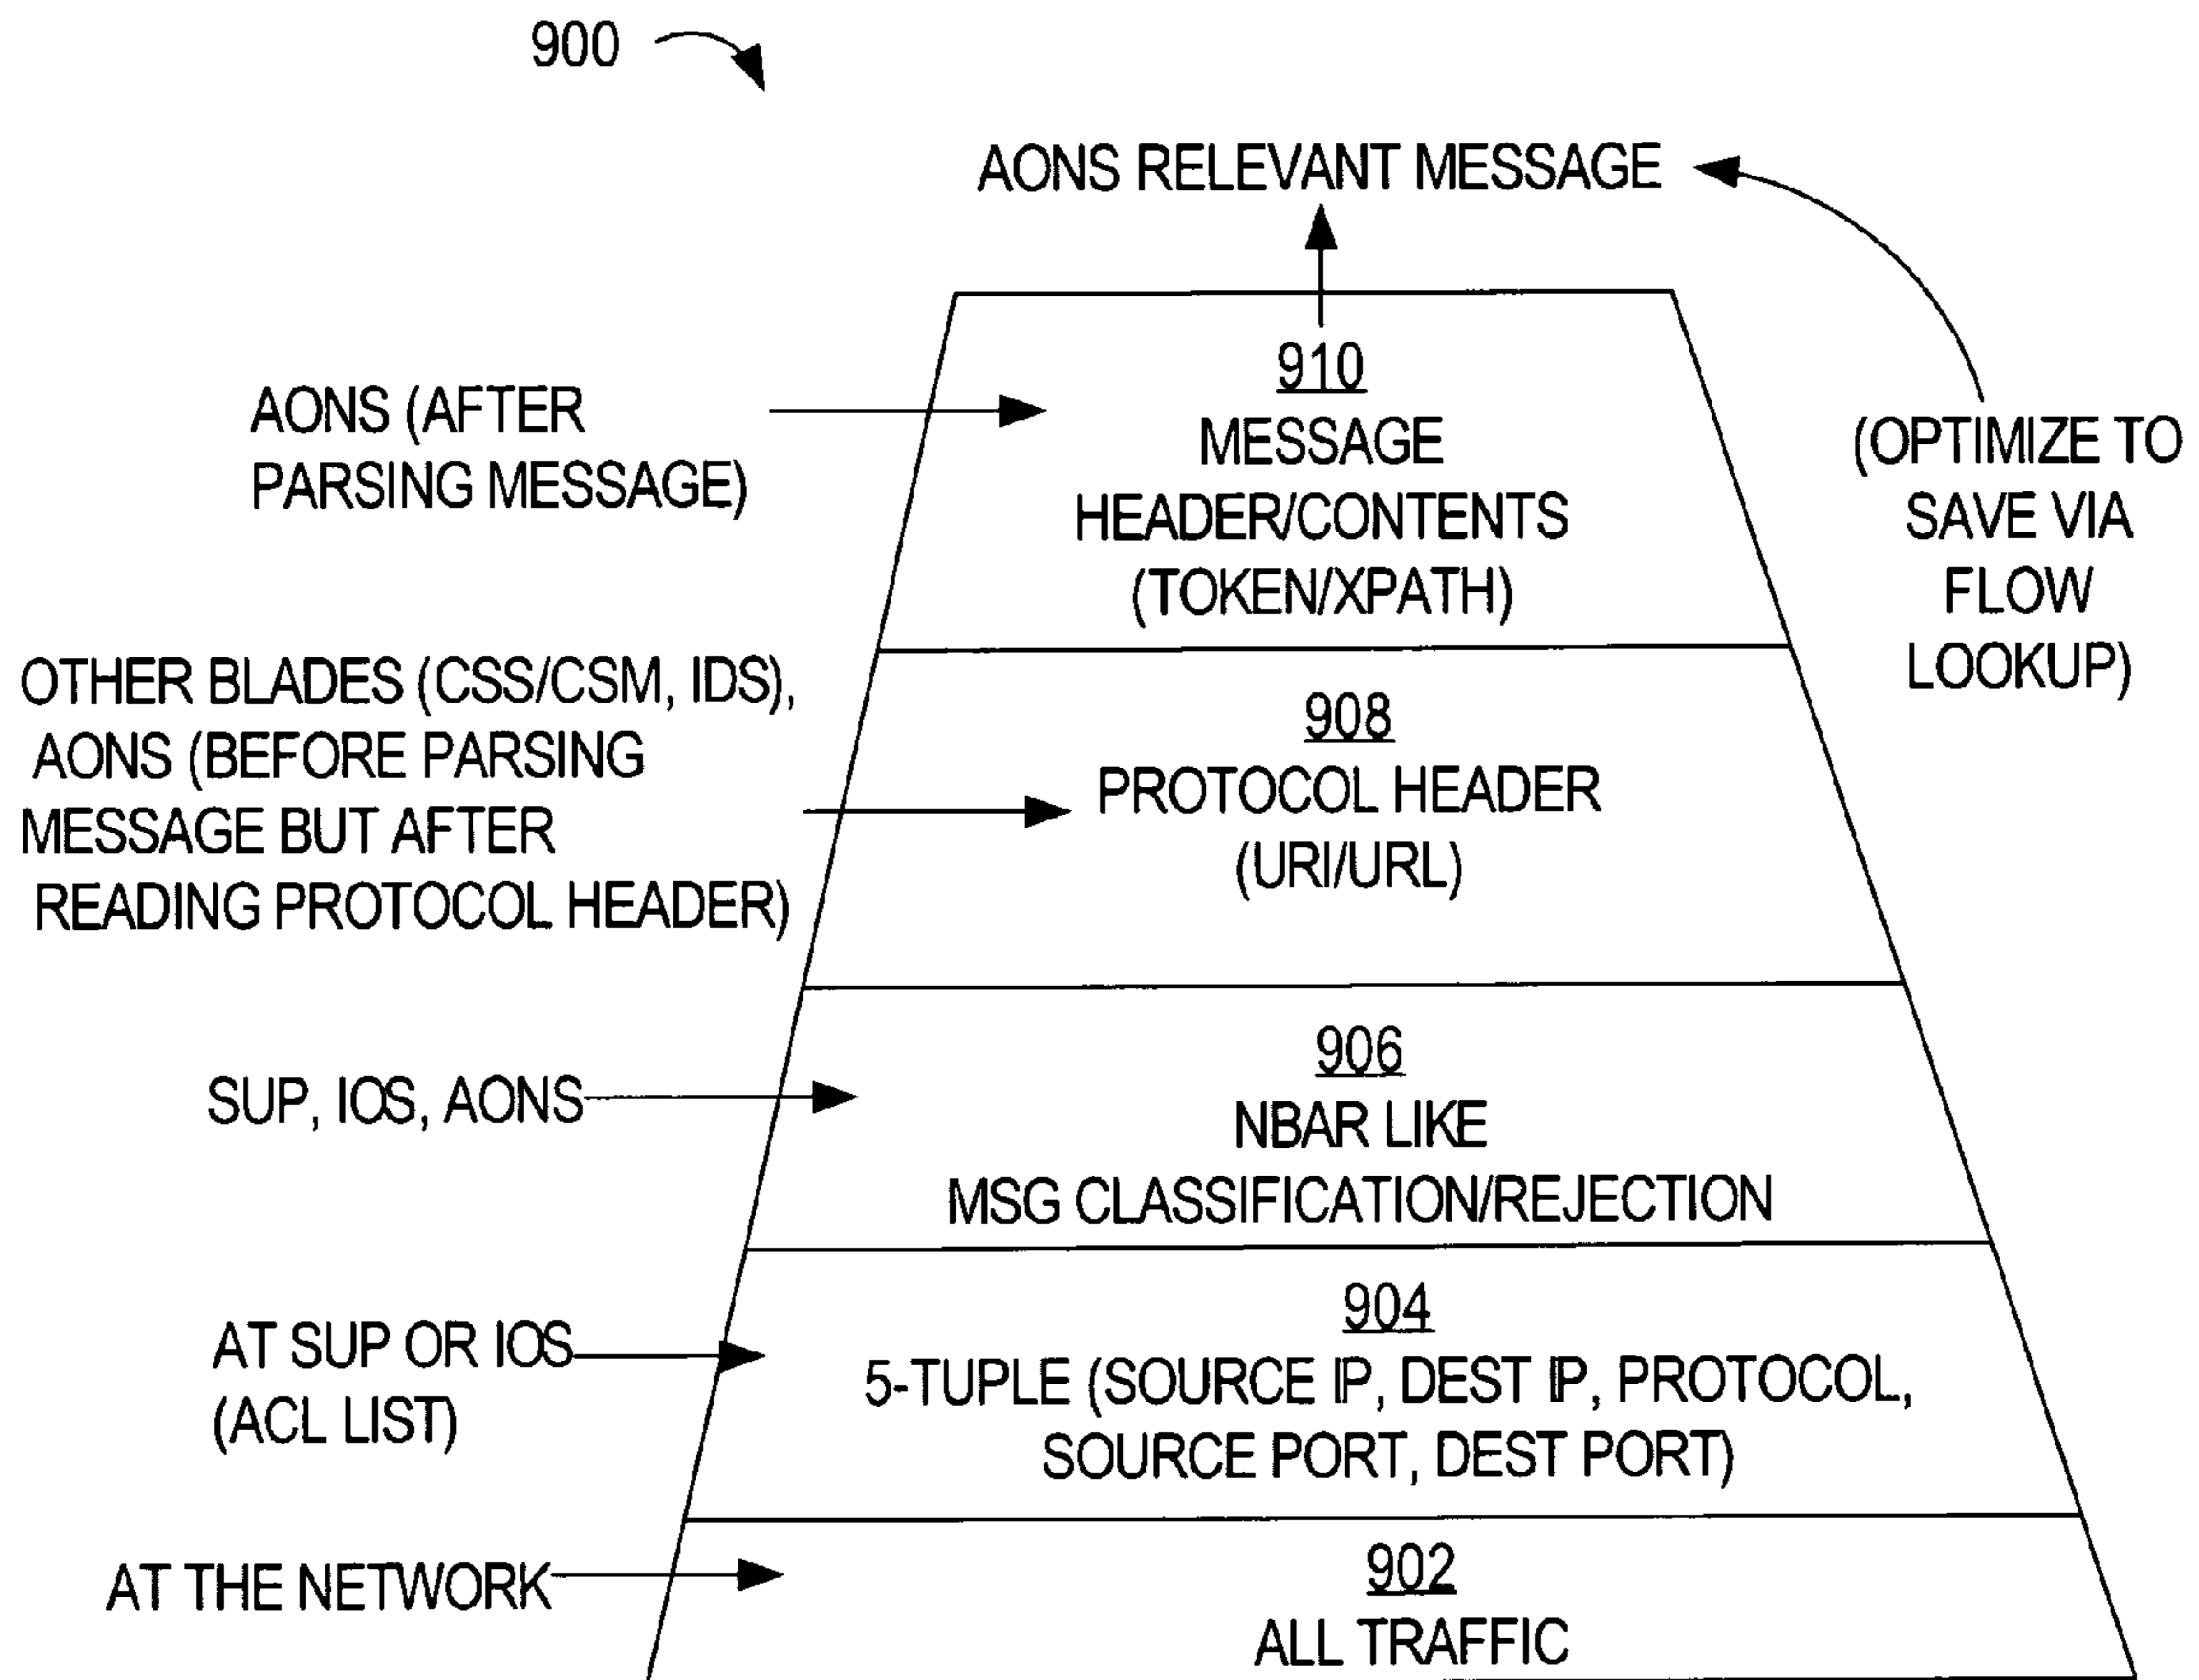 900
AONS RELEVANT MESSAGE
AONS (AFTER
PARSING MESSAGE)
910
MESSAGE
HEADER/CONTENTS
(TOKEN/XPATH)
(OPTIMIZE TO
SAVE VIA
FLOW
LOOKUP)
OTHER BLADES (CSS/CSM, IDS),
AONS (BEFORE PARSING
MESSAGE BUT AFTER
READING PROTOCOL HEADER)
908
PROTOCOL HEADER
(URI/URL)
SUP, IOS, AONS
906
NBAR LIKE
MSG CLASSIFICATION/REJECTION
AT SUP OR IOS
(ACL LIST)
904
5-TUPLE (SOURCE IP, DEST IP, PROTOCOL,
SOURCE PORT, DEST PORT)
AT THE NETWORK
902
ALL TRAFFIC